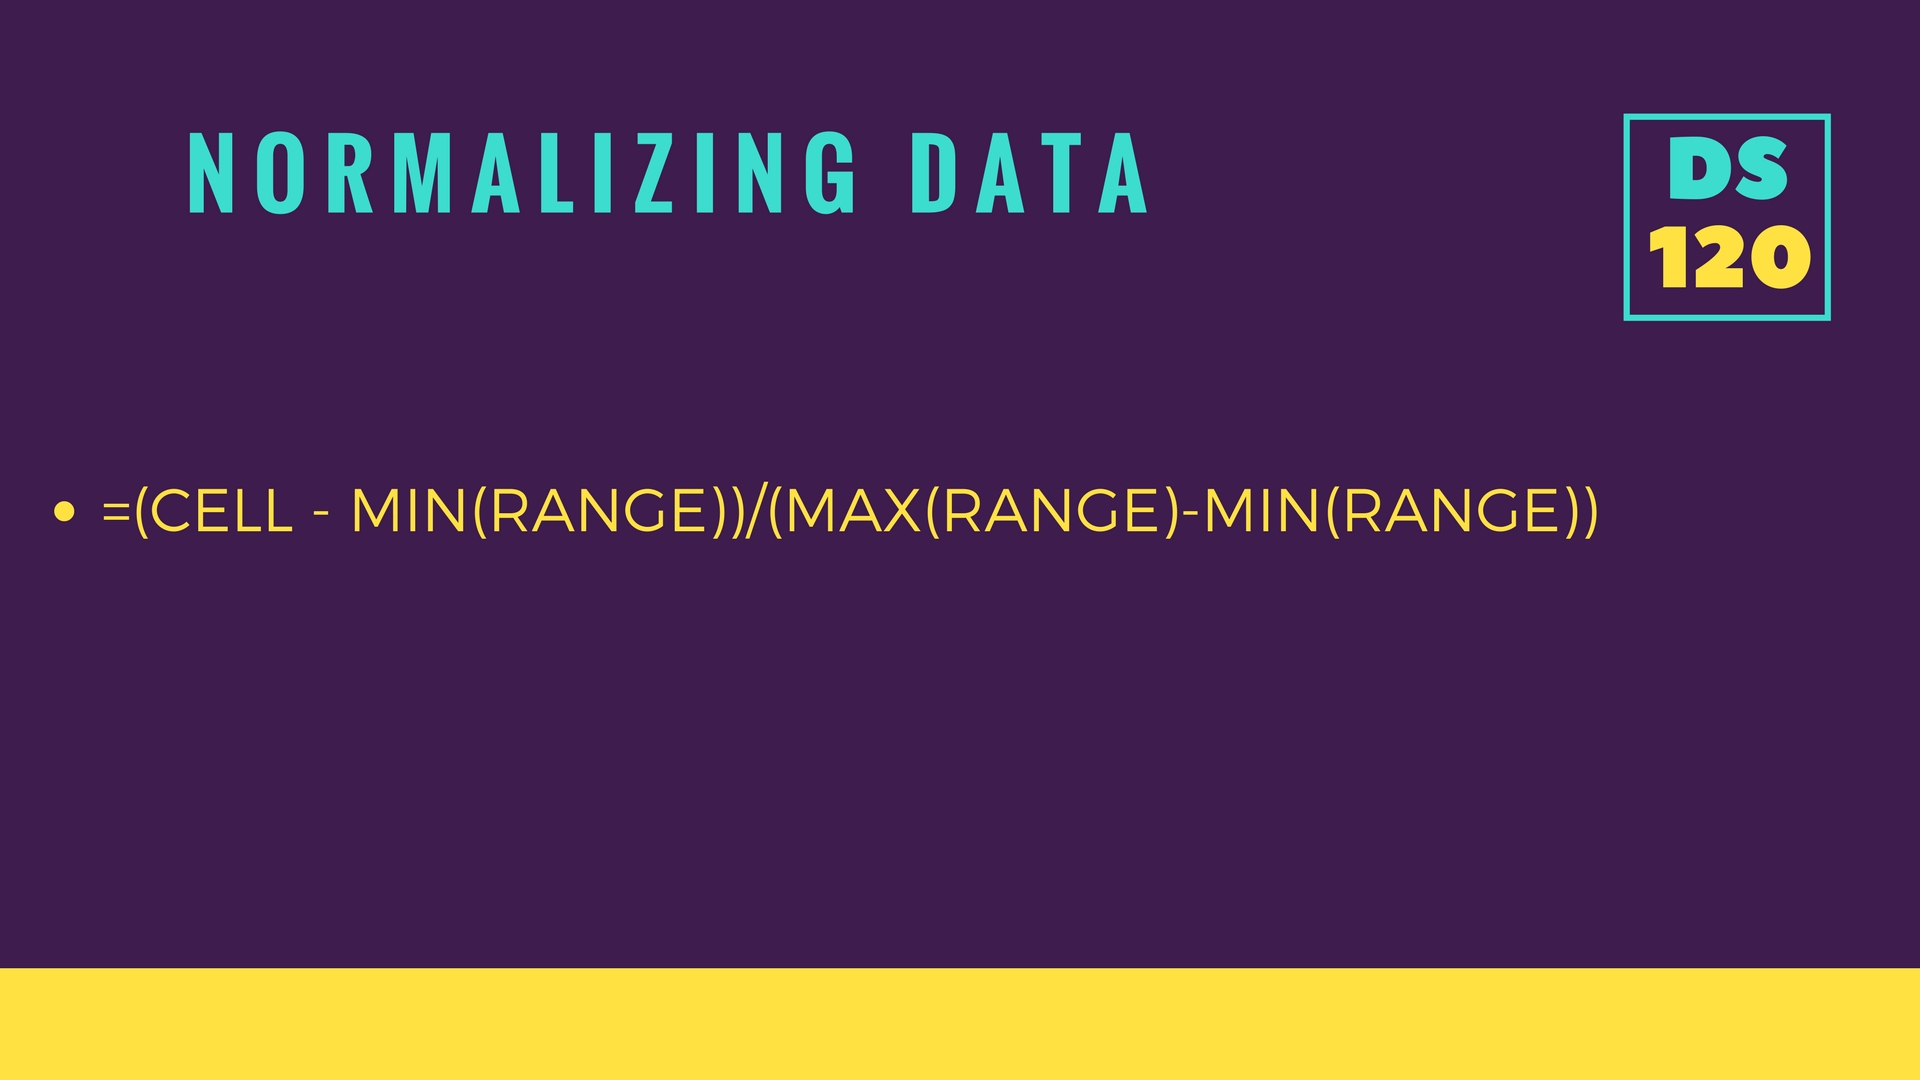 NORMALIZING DATA
DS
120
• =(CELL - MIN(RANGE))/(MAX(RANGE)-MIN(RANGE))